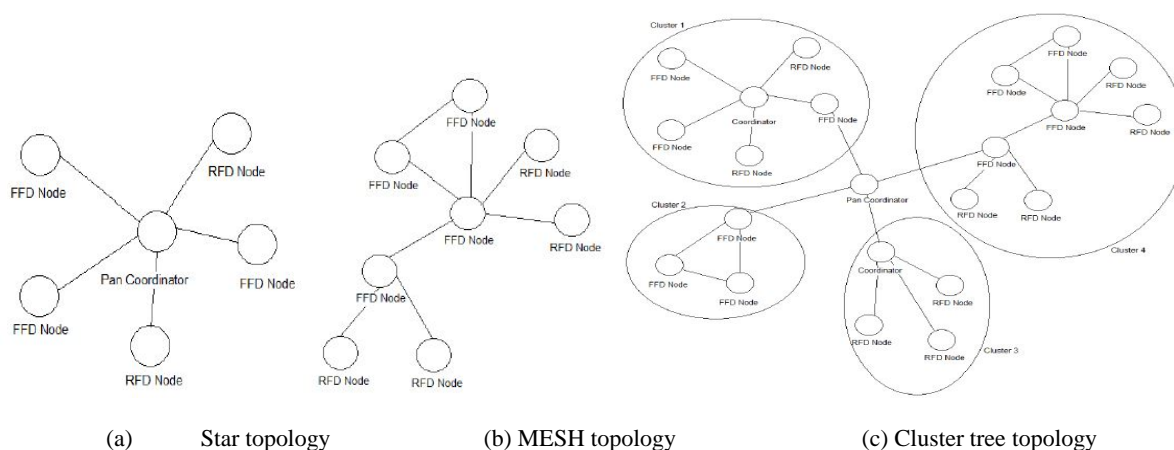 RFD Node
FFD Node
FFD Node
Pan Coordinator
FFD Node
RFD Node
FFD Node
FFD Node
RFD Node
FFD Node
RFD Node
FFD Node
RFD Node
RFD Node
Cluster 1
FFD Node
RFD Node
Coordinator
FFD Node
FFD Node
RFD Node
Pan Coordinator
Cluster 2
FFD Node
FFD Node
FFD Node
Coordinator
RFD Node
RFD Node
RFD Node
Cluster 3
FFD Node
FFD Node
RFD Node
FFD Node
RFD Node
FFD Node
RFD Node
RFD Node
Cluster 4
(a) Star topology
(b) MESH topology
(c) Cluster tree topology